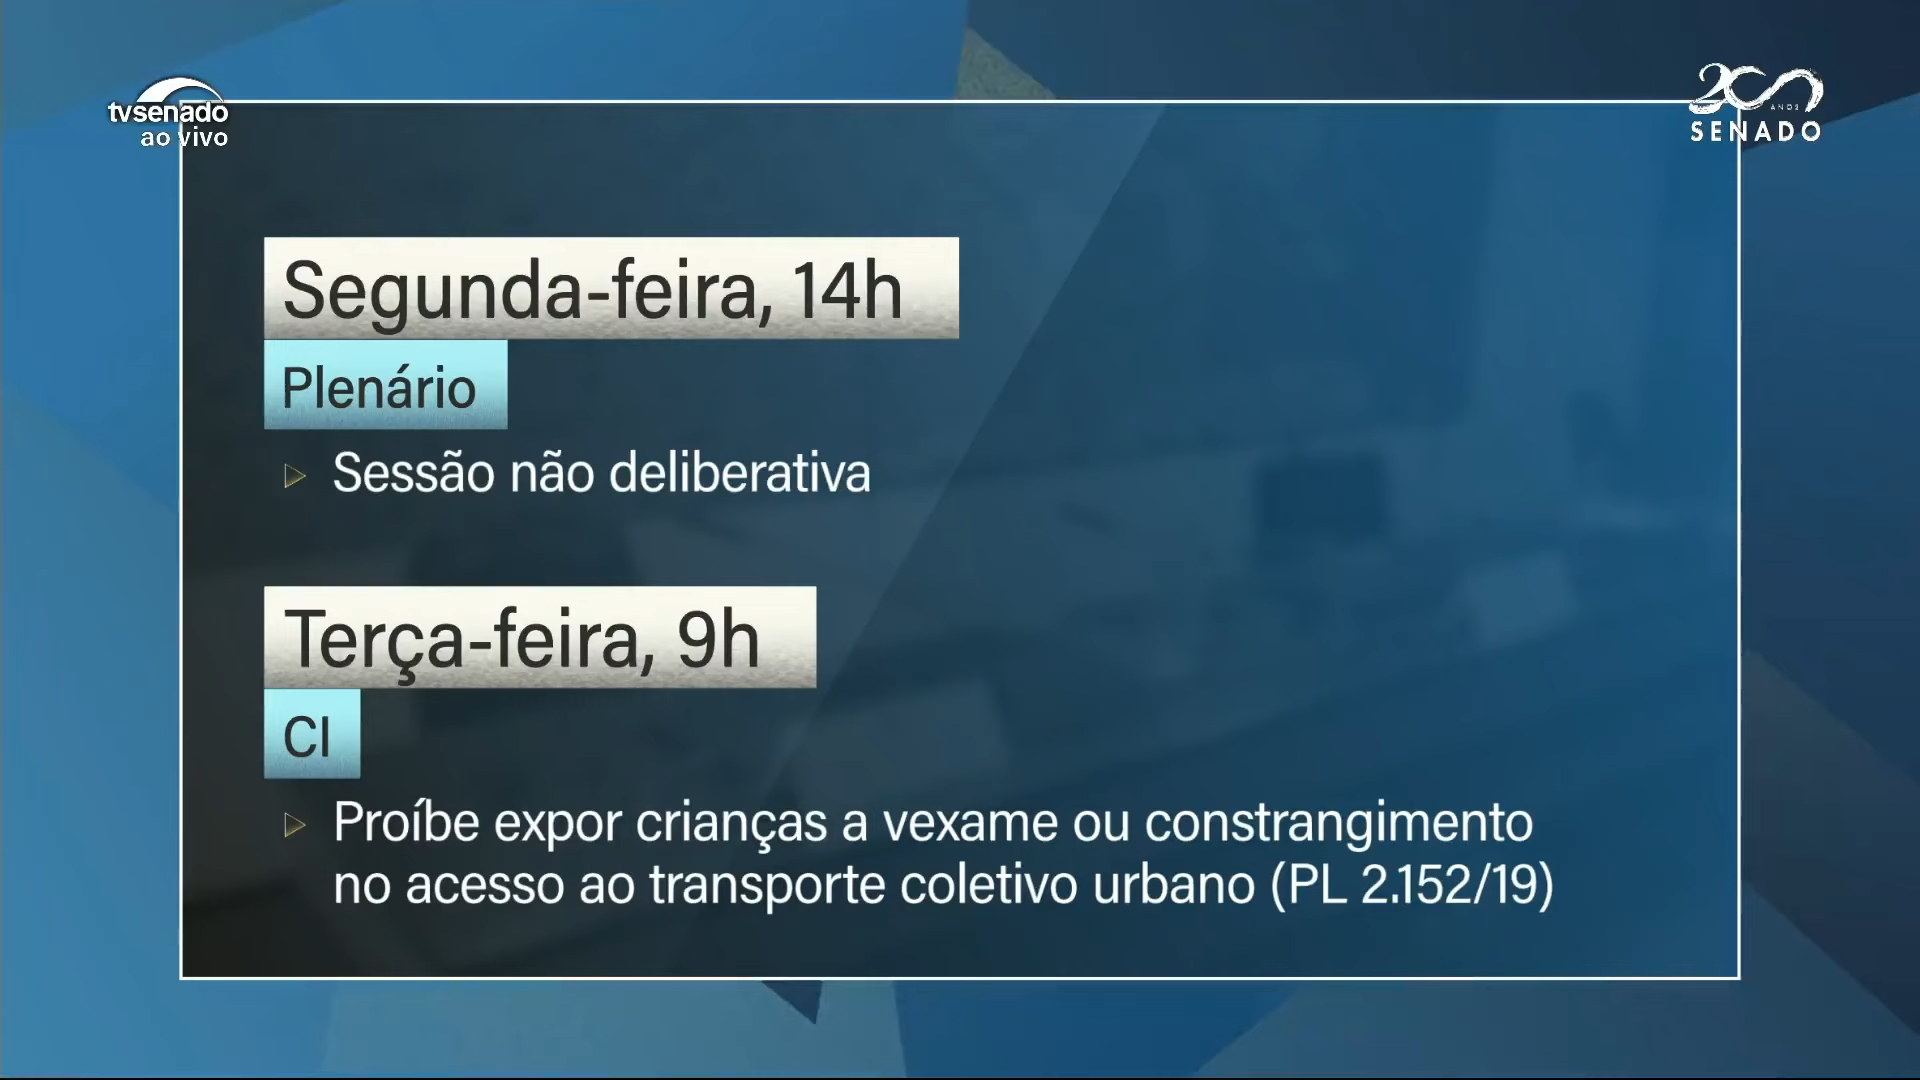 tvsenado
ao vivo
200
ANOS
SENADO
Segunda-feira, 14h
Plenário
Sessão não deliberativa
Terça-feira, 9h
CI
Proíbe expor crianças a vexame ou constrangimento
no acesso ao transporte coletivo urbano (PL 2.152/19)